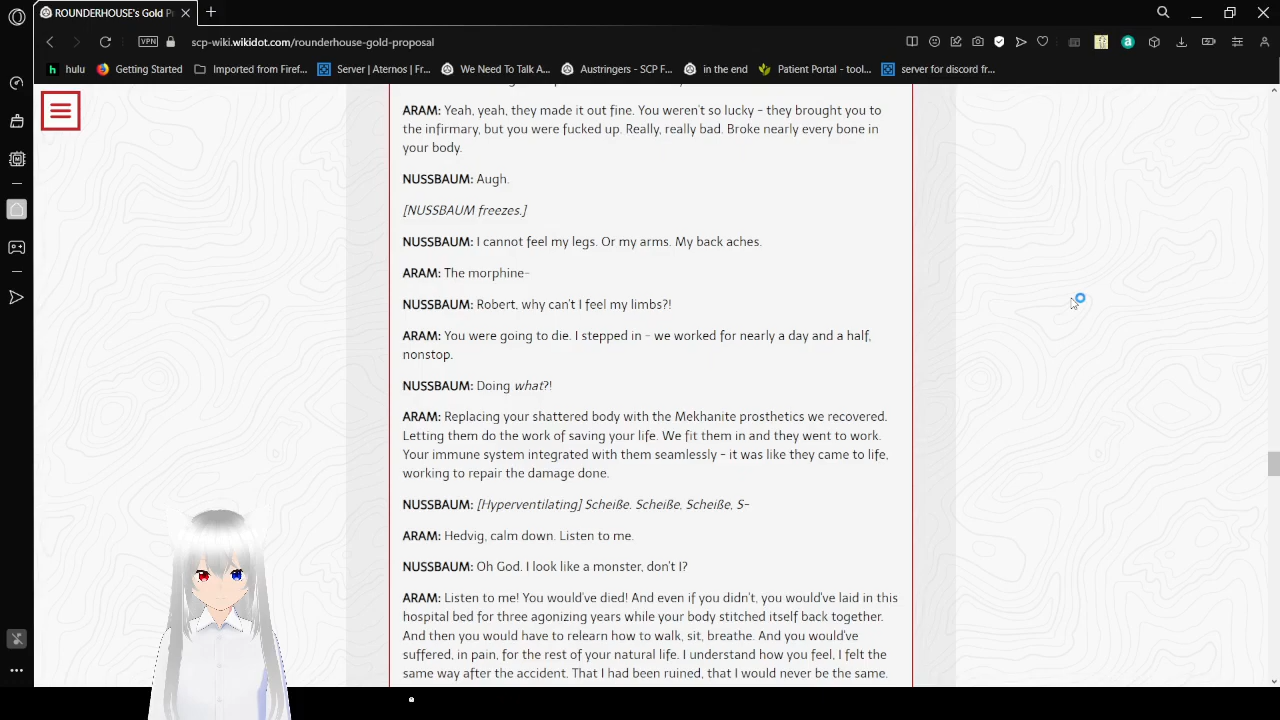 ROUNDERHOUSE's Gold P
scp-wiki.wikidot.com/rounderhouse-gold-proposal
VPN
hulu
Getting Started
Imported from Firef...
Server | Aternos | Fr...
We Need To Talk A...
Austringers - SCP F...
in the end
Patient Portal - tool...
server for discord fr...
ARAM: Yeah, yeah, they made it out fine. You weren't so lucky – they brought you to
the infirmary, but you were fucked up. Really, really bad. Broke nearly every bone in
your body.
NUSSBAUM: Augh.
[NUSSBAUM freezes.]
NUSSBAUM: I cannot feel my legs. Or my arms. My back aches.
ARAM: The morphine-
NUSSBAUM: Robert, why can't I feel my limbs?!
ARAM: You were going to die. I stepped in – we worked for nearly a day and a half,
nonstop.
NUSSBAUM: Doing what?!
ARAM: Replacing your shattered body with the Mekhanite prosthetics we recovered.
Letting them do the work of saving your life. We fit them in and they went to work.
Your immune system integrated with them seamlessly – it was like they came to life,
working to repair the damage done.
NUSSBAUM: [Hyperventilating] Scheiße. Scheiße, Scheiße, S-
ARAM: Hedvig, calm down. Listen to me.
NUSSBAUM: Oh God. I look like a monster, don't I?
ARAM: Listen to me! You would've died! And even if you didn't, you would've laid in this
hospital bed for three agonizing years while your body stitched itself back together.
And then you would have to relearn how to walk, sit, breathe. And you would've
suffered, in pain, for the rest of your natural life. I understand how you feel, I felt the
same way after the accident. That I had been ruined, that I would never be the same.